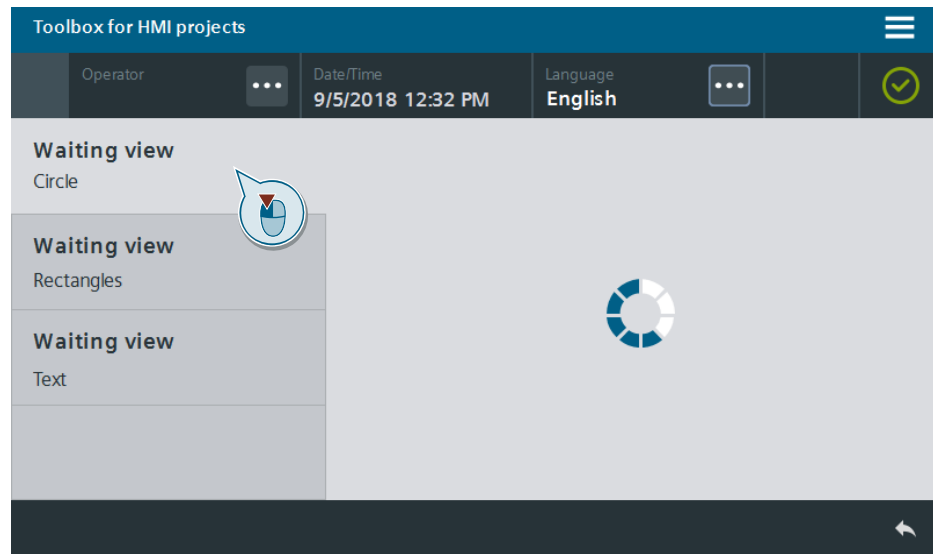 Toolbox for HMI projects
Operator
Date/Time
9/5/2018 12:32 PM
Language
English
Waiting view
Circle
Waiting view
Rectangles
Waiting view
Text